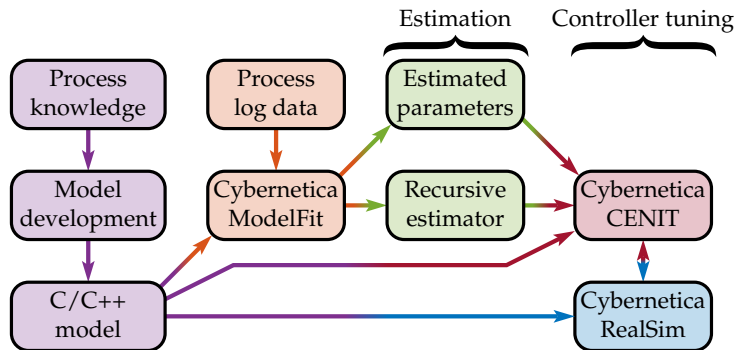 Estimation
Controller tuning
Process
knowledge
Process
log data
Estimated
parameters
Model
development
Cybernetica
ModelFit
Recursive
estimator
Cybernetica
CENIT
C/C++
model
Cybernetica
RealSim